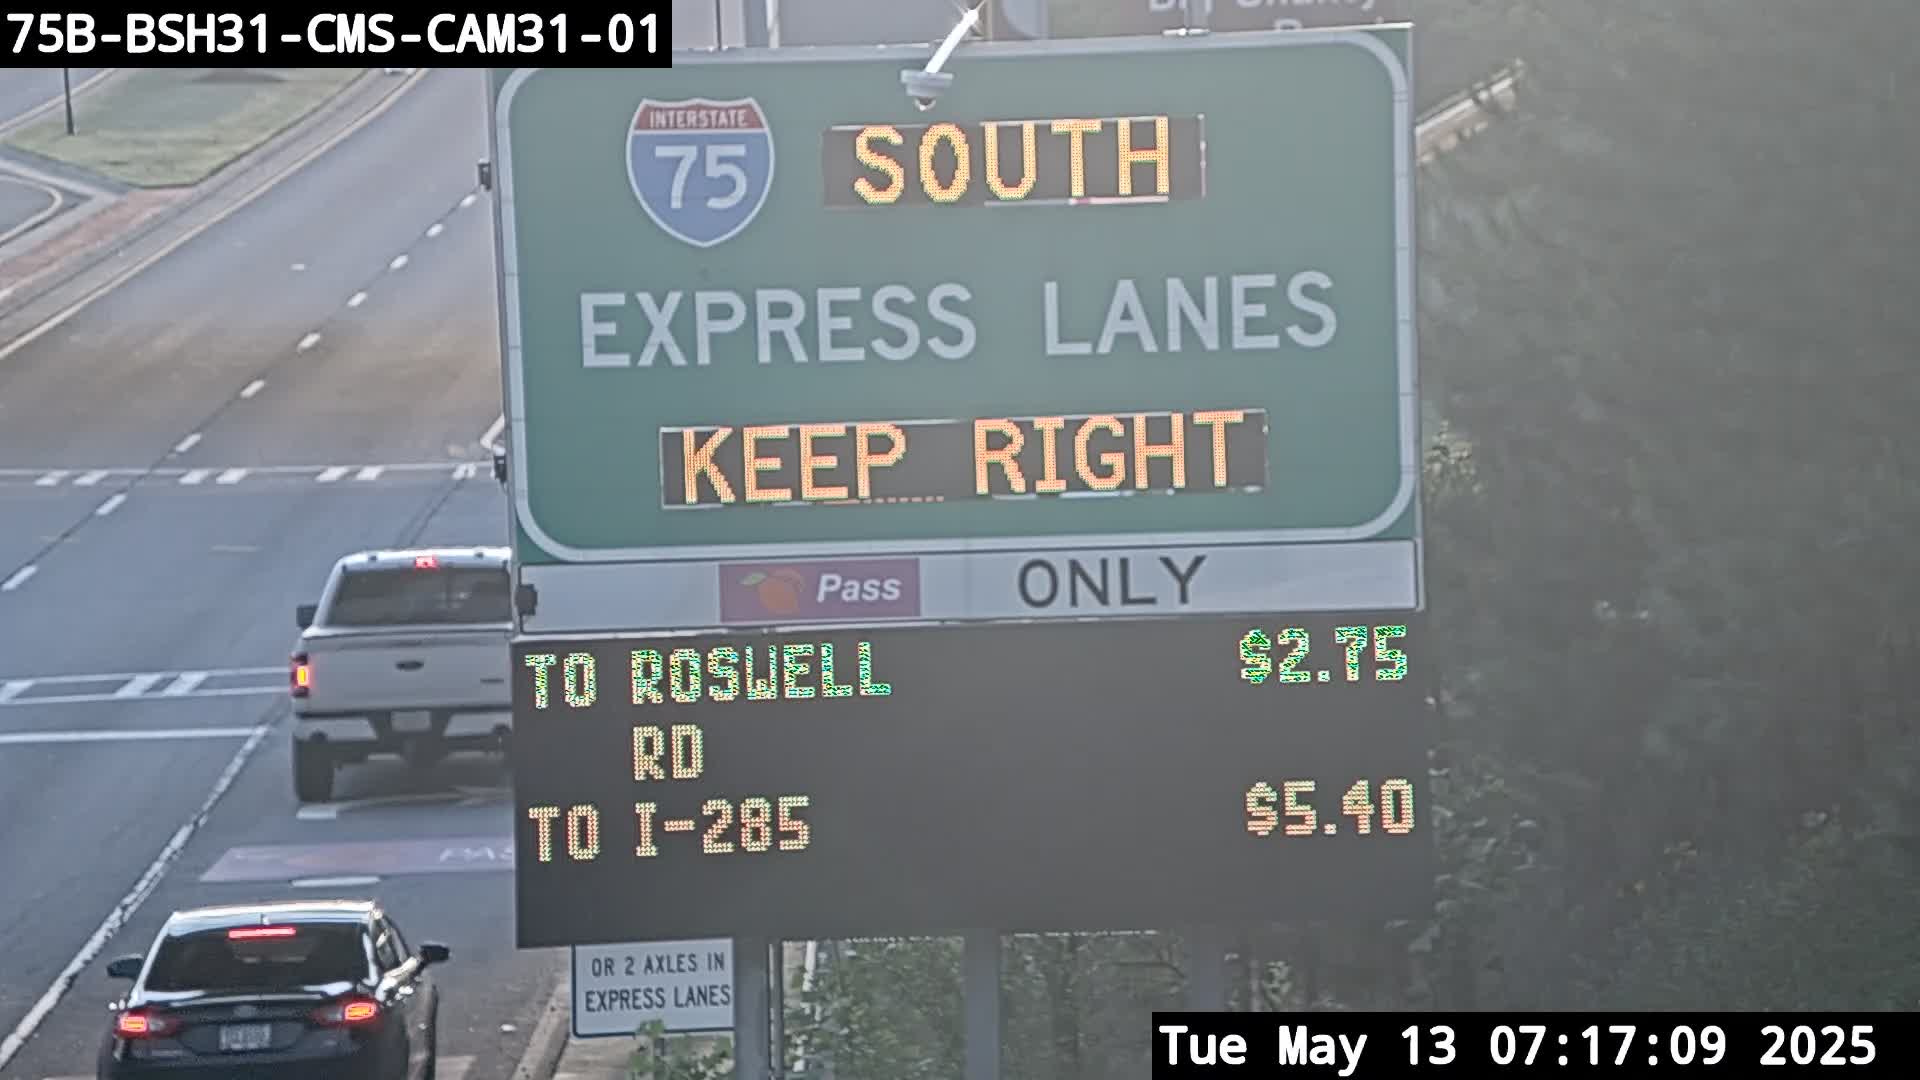 75B-BSH31-CMS-CAM31-01
INTERSTATE
75
SOUTH
EXPRESS LANES
KEEP RIGHT
Pass ONLY
TO ROSWELL $2.75
RD
TO I-285 $5.40
OR 2 AXLES IN
EXPRESS LANES
Tue May 13 07:17:09 2025